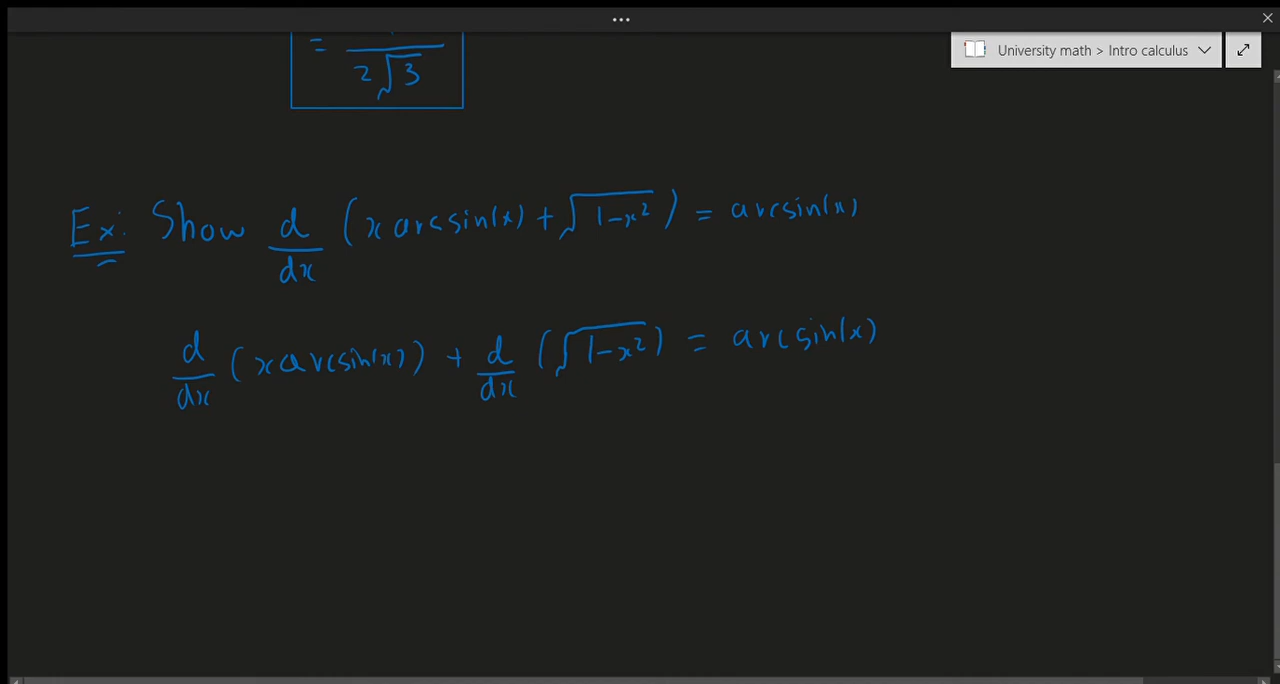 ...
University math > Intro calculus
= / 2√3
Ex: Show d/dx (x arcsin(x) + √(1-x²)) = arcsin(x)
d/dx (x arcsin(x)) + d/dx (√(1-x²)) = arcsin(x)